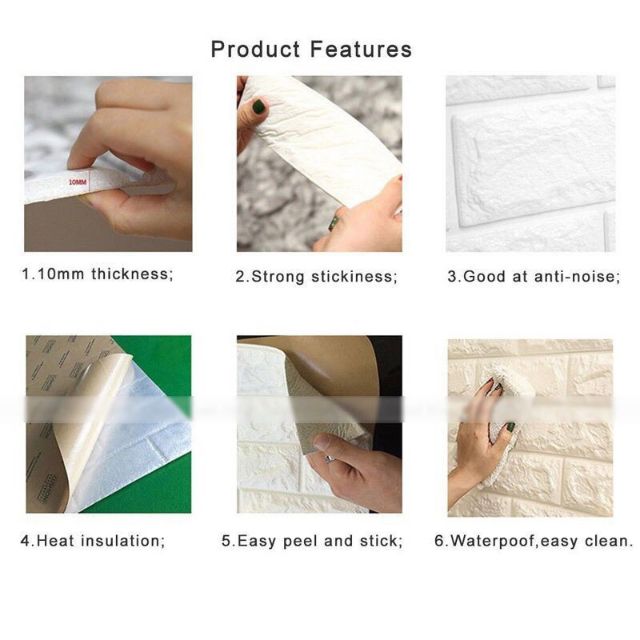 Product Features
10MM
1.10mm thickness;
2.Strong stickiness;
3.Good at anti-noise;
4.Heat insulation;
5.Easy peel and stick;
6.Waterpoof,easy clean.